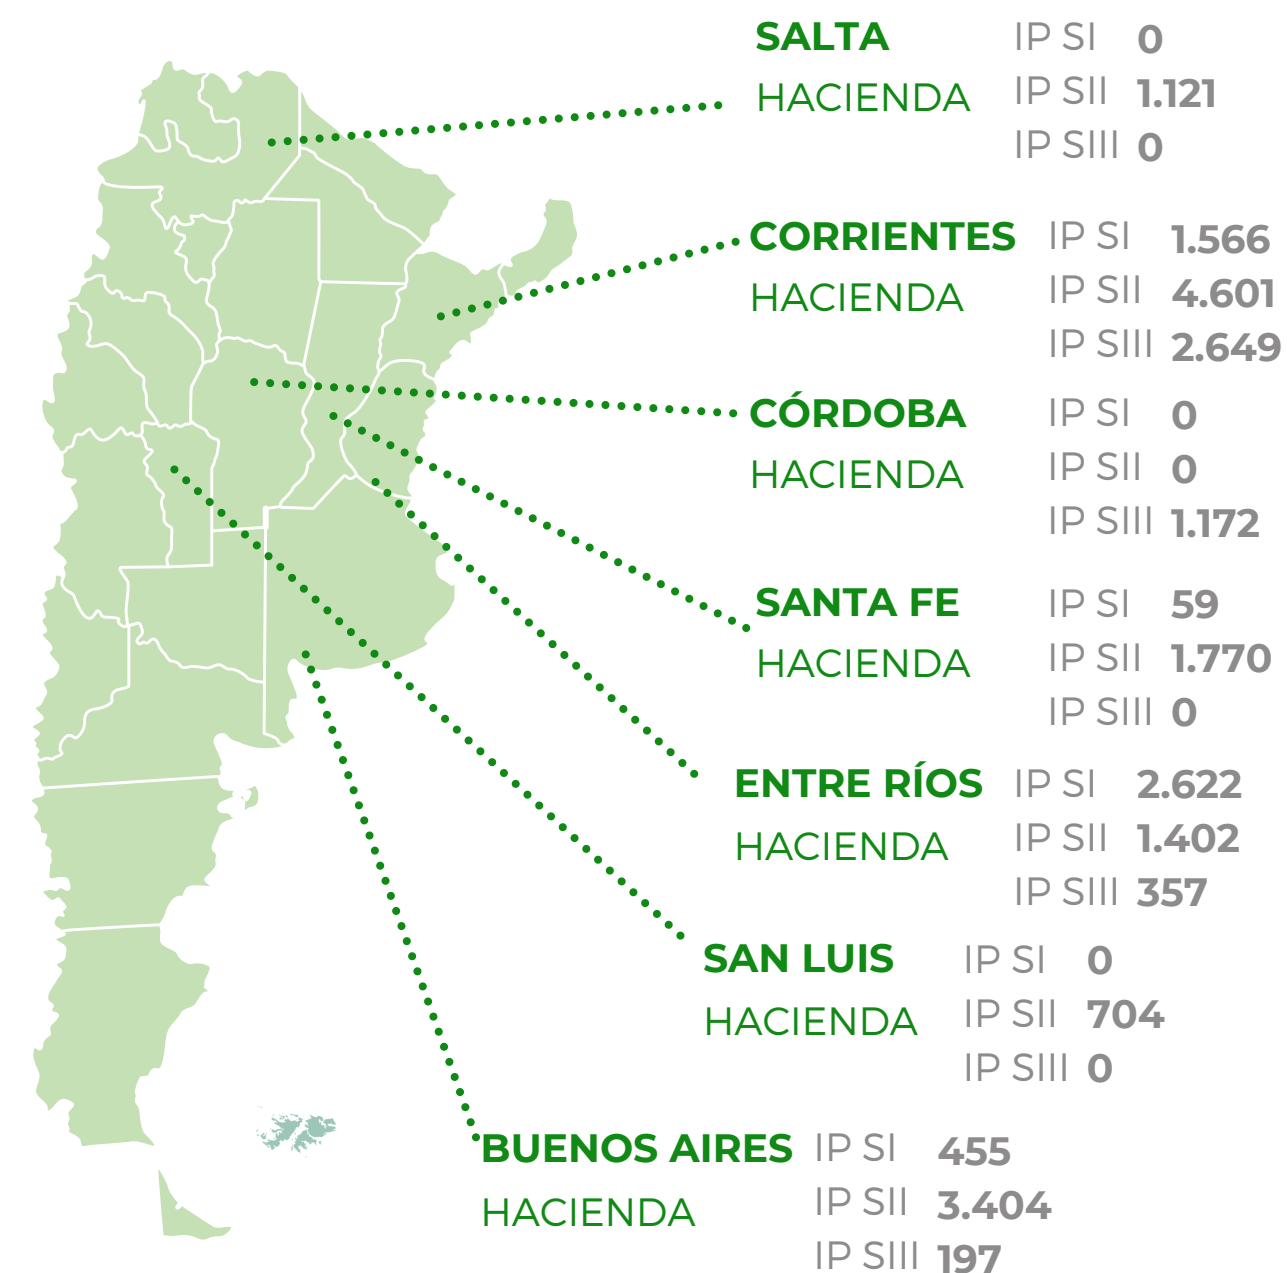 SALTA IP SI 0
HACIENDA IP SII 1.121
IP SIII 0
CORRIENTES IP SI 1.566
HACIENDA IP SII 4.601
IP SIII 2.649
CÓRDOBA IP SI 0
HACIENDA IP SII 0
IP SIII 1.172
SANTA FE IP SI 59
HACIENDA IP SII 1.770
IP SIII 0
ENTRE RÍOS IP SI 2.622
HACIENDA IP SII 1.402
IP SIII 357
SAN LUIS IP SI 0
HACIENDA IP SII 704
IP SIII 0
BUENOS AIRES IP SI 455
HACIENDA IP SII 3.404
IP SIII 197